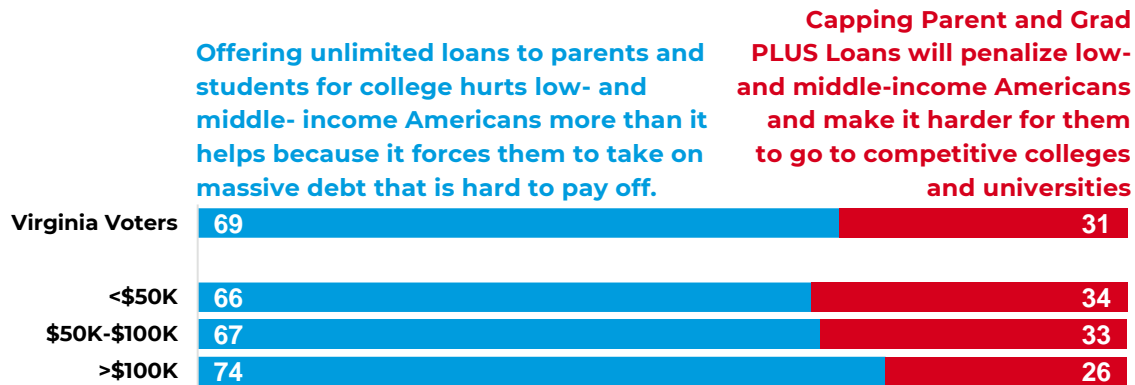 Offering unlimited loans to parents and
students for college hurts low- and
middle- income Americans more than it
helps because it forces them to take on
massive debt that is hard to pay off.
Capping Parent and Grad
PLUS Loans will penalize low-
and middle-income Americans
and make it harder for them
to go to competitive colleges
and universities
Virginia Voters 69 31
<$50K 66 34
$50K-$100K 67 33
>$100K 74 26